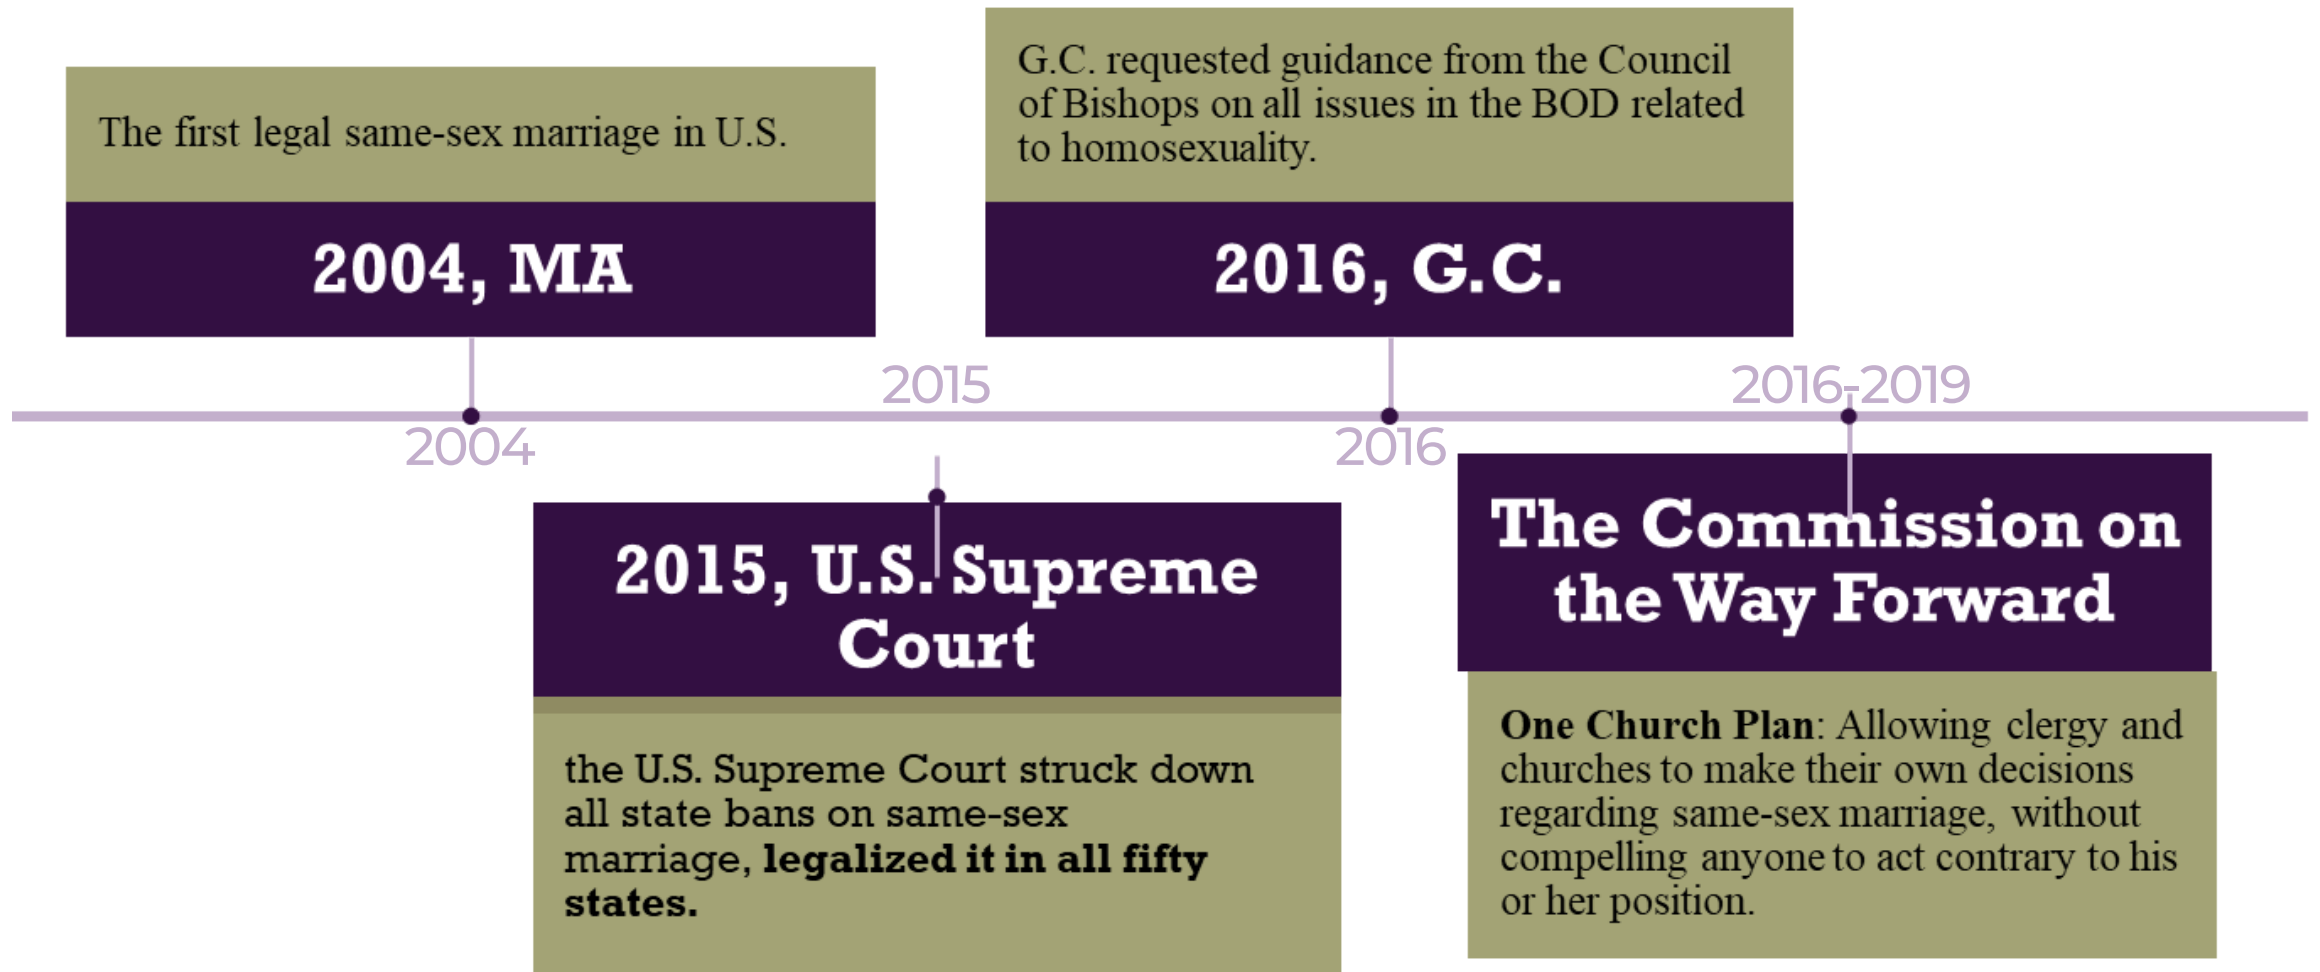 The first legal same-sex marriage in U.S.
2004, MA
2004
2015
2015, U.S. Supreme
Court
the U.S. Supreme Court struck down
all state bans on same-sex
marriage, legalized it in all fifty
states.
G.C. requested guidance from the Council
of Bishops on all issues in the BOD related
to homosexuality.
2016, G.C.
2016
2016-2019
The Commission on
the Way Forward
One Church Plan: Allowing clergy and
churches to make their own decisions
regarding same-sex marriage, without
compelling anyone to act contrary to his
or her position.